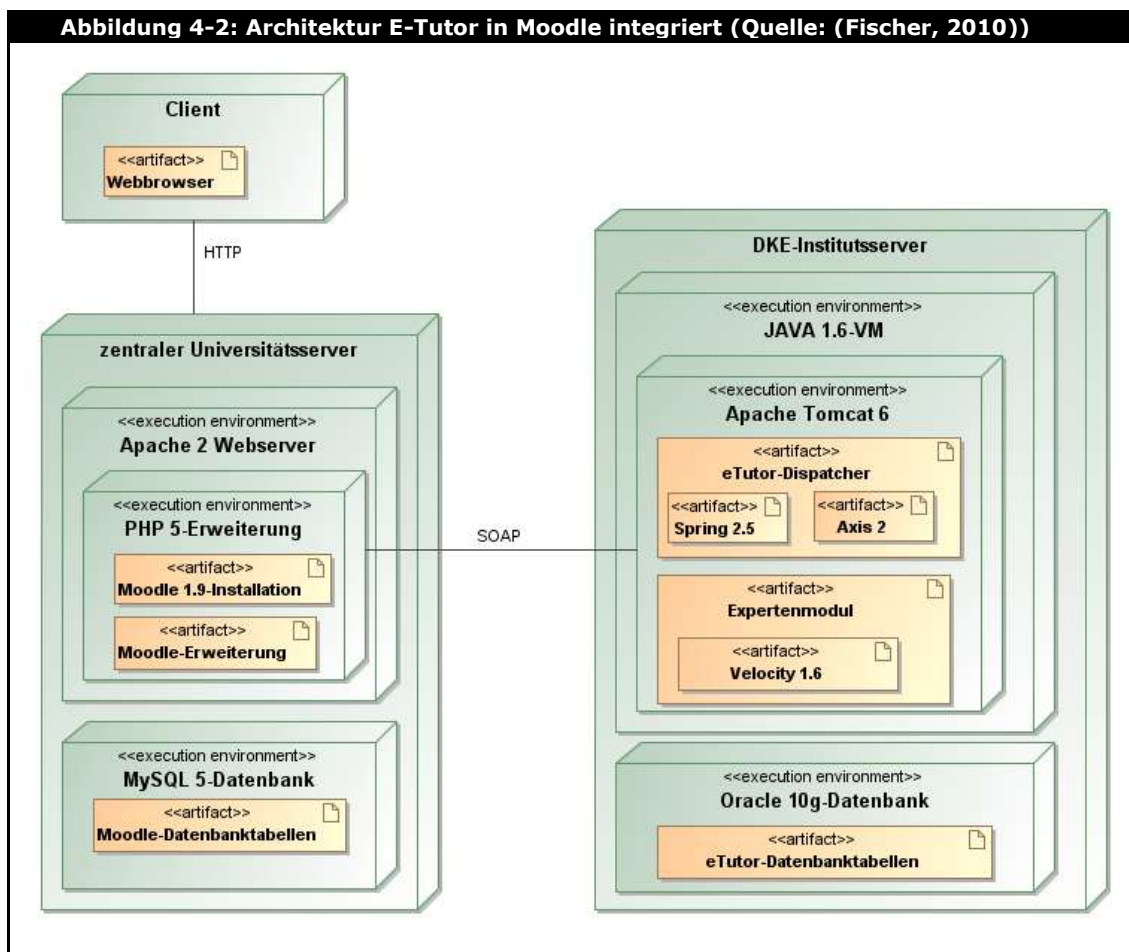 Abbildung 4-2: Architektur E-Tutor in Moodle integriert (Quelle: (Fischer, 2010))
Client
<<artifact>>
Webbrowser
HTTP
zentraler Universitätsserver
<<execution environment>>
Apache 2 Webserver
<<execution environment>>
PHP 5-Erweiterung
<<artifact>>
Moodle 1.9-Installation
<<artifact>>
Moodle-Erweiterung
<<execution environment>>
MySQL 5-Datenbank
<<artifact>>
Moodle-Datenbanktabellen
SOAP
DKE-Institutsserver
<<execution environment>>
JAVA 1.6-VM
<<execution environment>>
Apache Tomcat 6
<<artifact>>
eTutor-Dispatcher
<<artifact>>
Spring 2.5
<<artifact>>
Axis 2
<<artifact>>
Expertenmodul
<<artifact>>
Velocity 1.6
<<execution environment>>
Oracle 10g-Datenbank
<<artifact>>
eTutor-Datenbanktabellen